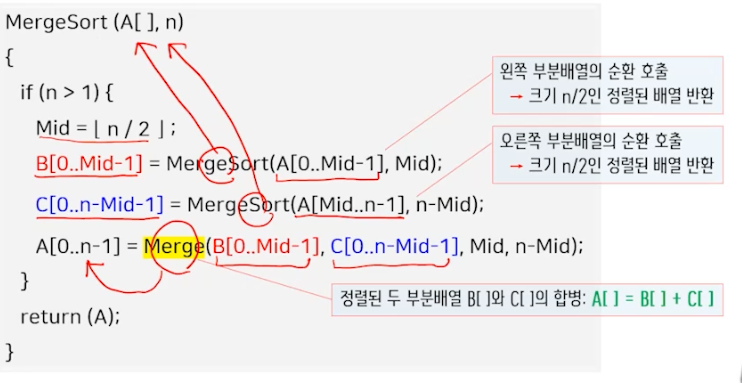 MergeSort (A[ ], n)
{
if (n > 1) {
Mid = ⌊ n / 2 ⌋ ;
B[0..Mid-1] = MergeSort(A[0..Mid-1], Mid);
C[0..n-Mid-1] = MergeSort(A[Mid..n-1], n-Mid);
A[0..n-1] = Merge(B[0..Mid-1], C[0..n-Mid-1], Mid, n-Mid);
}
return (A);
}
왼쪽 부분배열의 순환 호출
→ 크기 n/2인 정렬된 배열 반환
오른쪽 부분배열의 순환 호출
→ 크기 n/2인 정렬된 배열 반환
정렬된 두 부분배열 B[ ]와 C[ ]의 합병: A[ ] = B[ ] + C[ ]